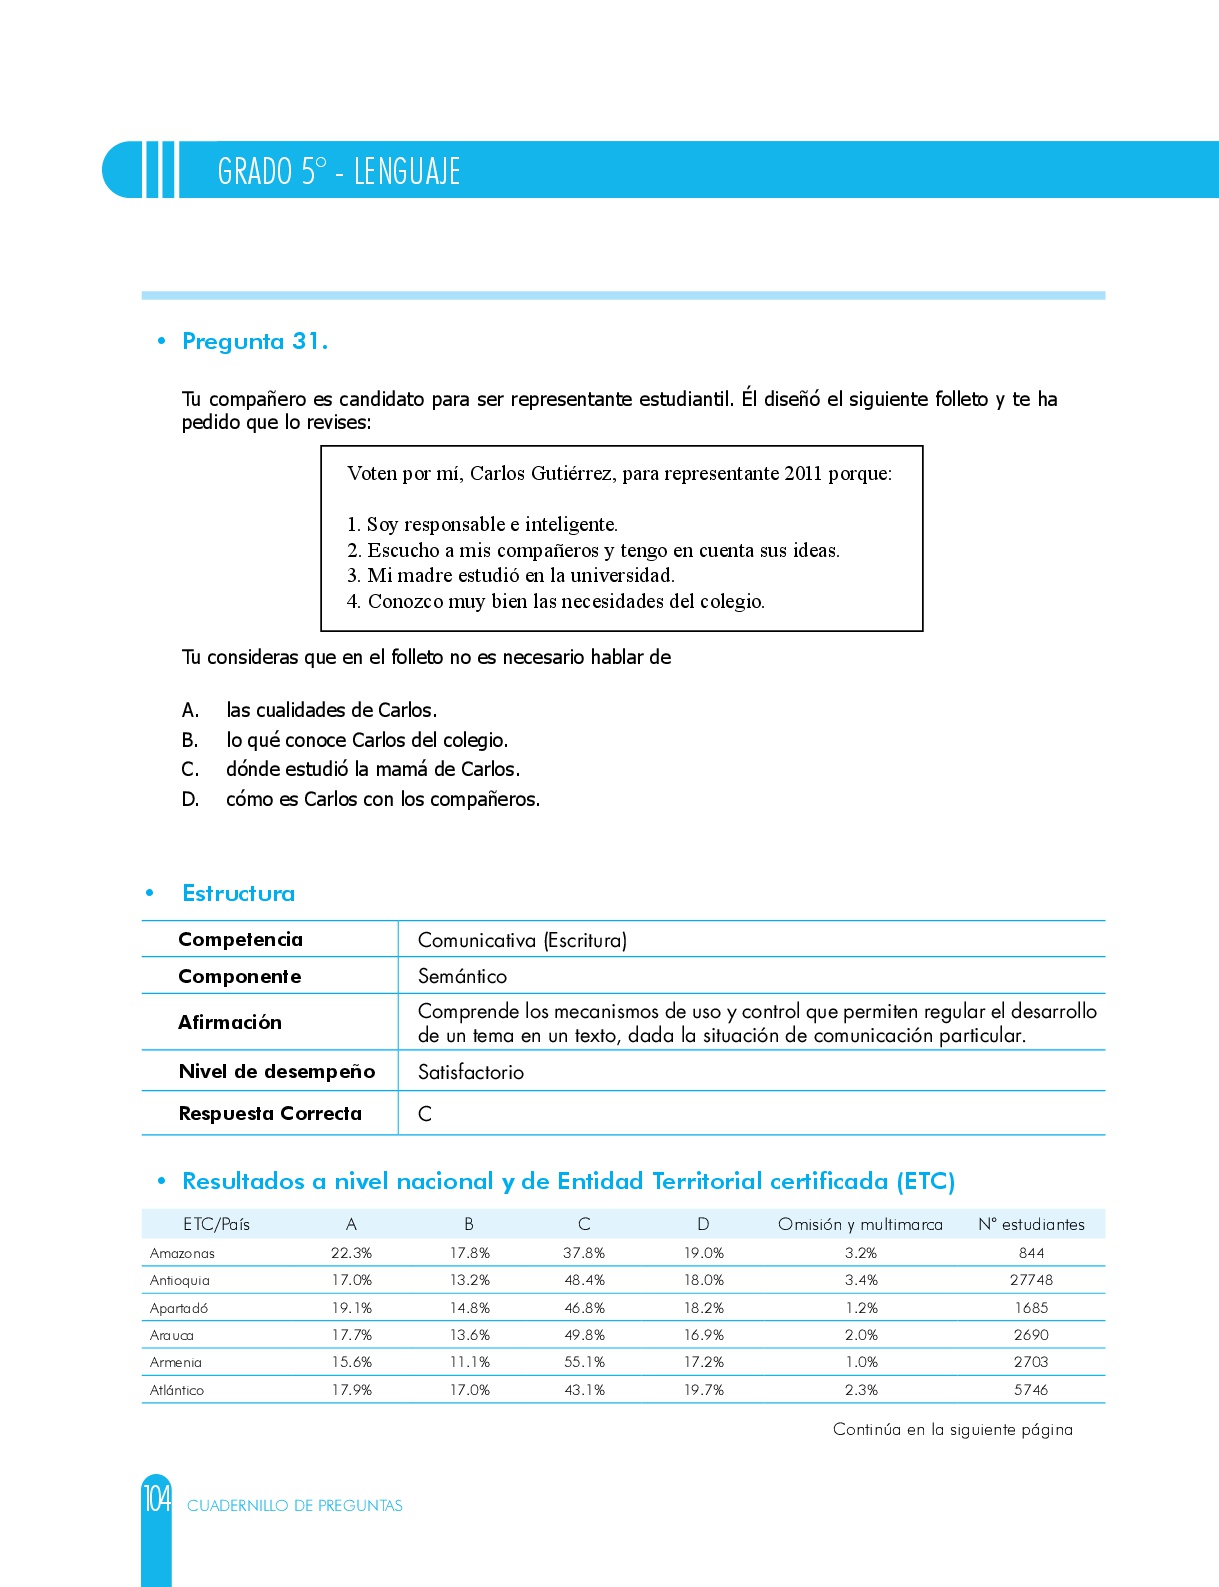 GRADO 5° - LENGUAJE
• Pregunta 31.
Tu compañero es candidato para ser representante estudiantil. Él diseñó el siguiente folleto y te ha
pedido que lo revises:
Voten por mí, Carlos Gutiérrez, para representante 2011 porque:
1. Soy responsable e inteligente.
2. Escucho a mis compañeros y tengo en cuenta sus ideas.
3. Mi madre estudió en la universidad.
4. Conozco muy bien las necesidades del colegio.
Tu consideras que en el folleto no es necesario hablar de
A. las cualidades de Carlos.
B. lo qué conoce Carlos del colegio.
C. dónde estudió la mamá de Carlos.
D. cómo es Carlos con los compañeros.
• Estructura
Competencia Comunicativa (Escritura)
Componente Semántico
Afirmación Comprende los mecanismos de uso y control que permiten regular el desarrollo
de un tema en un texto, dada la situación de comunicación particular.
Nivel de desempeño Satisfactorio
Respuesta Correcta C
• Resultados a nivel nacional y de Entidad Territorial certificada (ETC)
ETC/País A B C D Omisión y multimarca N° estudiantes
Amazonas 22.3% 17.8% 37.8% 19.0% 3.2% 844
Antioquia 17.0% 13.2% 48.4% 18.0% 3.4% 27748
Apartadó 19.1% 14.8% 46.8% 18.2% 1.2% 1685
Arauca 17.7% 13.6% 49.8% 16.9% 2.0% 2690
Armenia 15.6% 11.1% 55.1% 17.2% 1.0% 2703
Atlántico 17.9% 17.0% 43.1% 19.7% 2.3% 5746
Continúa en la siguiente página
104 CUADERNILLO DE PREGUNTAS